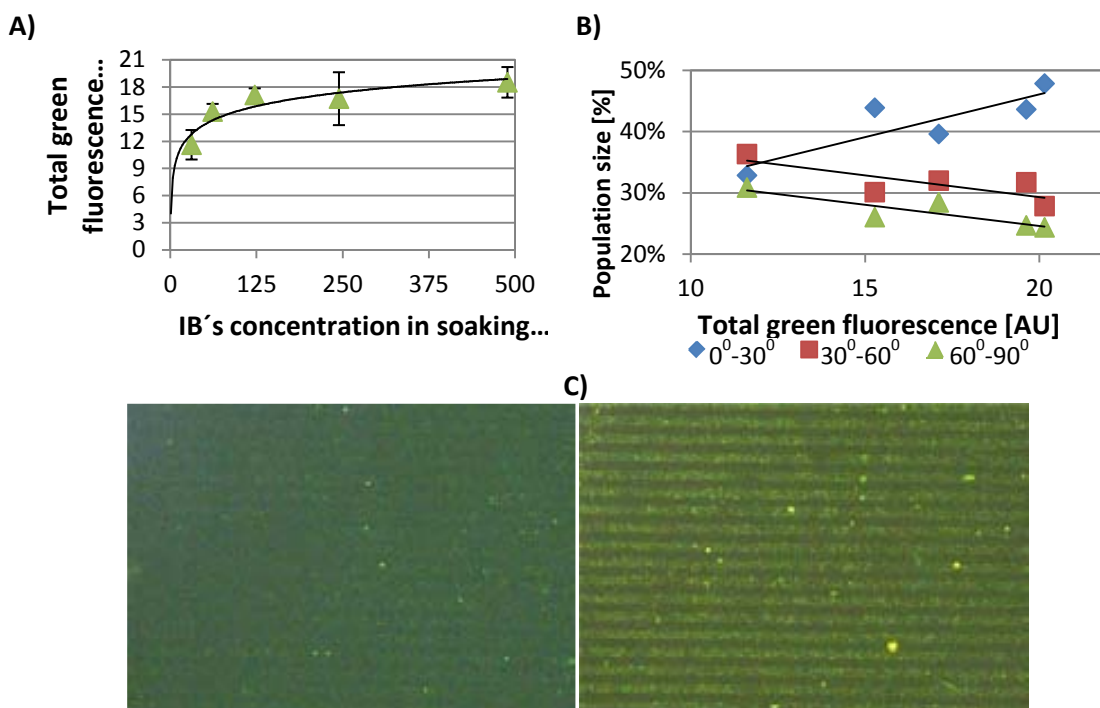 A)
Total green
fluorescence…
21
18
15
12
9
6
3
0
0 125 250 375 500
IB´s concentration in soaking…
B)
Population size [%]
50%
40%
30%
20%
10 15 20
Total green fluorescence [AU]
0⁰-30⁰ 30⁰-60⁰ 60⁰-90⁰
C)